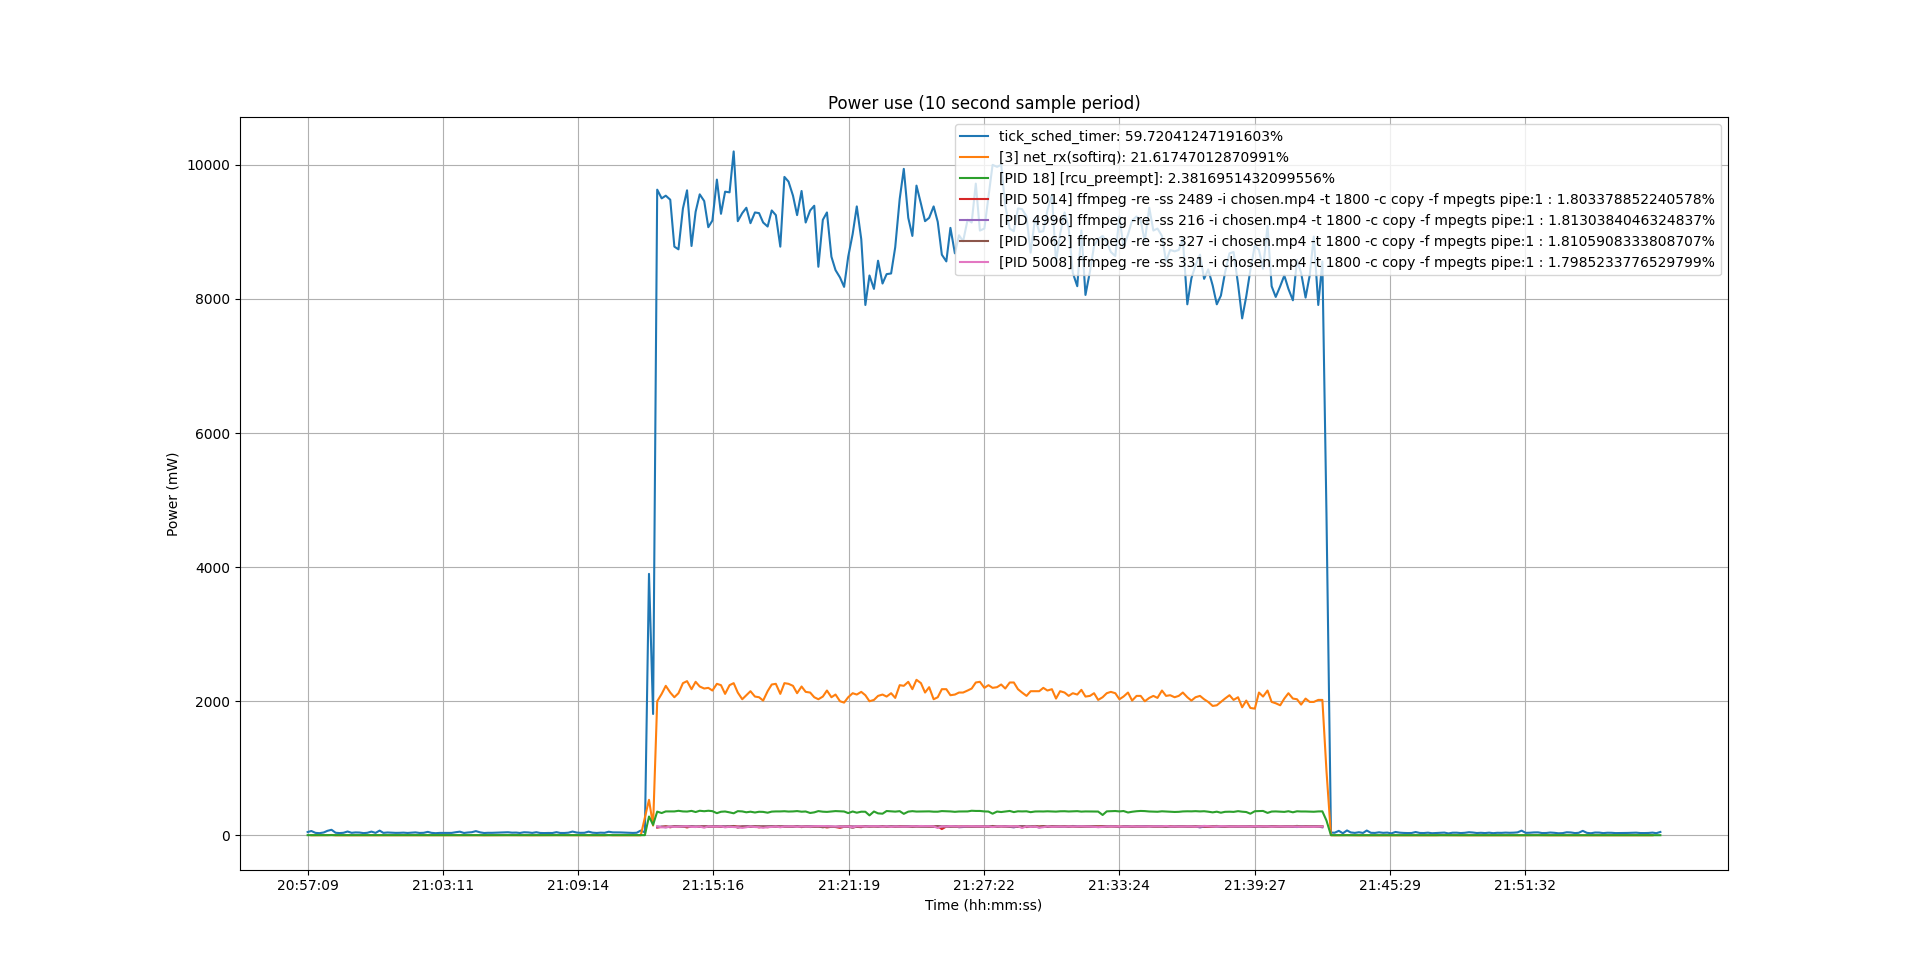 Power use (10 second sample period)
tick_sched_timer: 59.72041247191603%
[3] net_rx(softirq): 21.61747012870991%
[PID 18] [rcu_preempt]: 2.3816951432099556%
[PID 5014] ffmpeg -re -ss 2489 -i chosen.mp4 -t 1800 -c copy -f mpegts pipe:1 : 1.803378852240578%
[PID 4996] ffmpeg -re -ss 216 -i chosen.mp4 -t 1800 -c copy -f mpegts pipe:1 : 1.8130384046324837%
[PID 5062] ffmpeg -re -ss 327 -i chosen.mp4 -t 1800 -c copy -f mpegts pipe:1 : 1.8105908333808707%
[PID 5008] ffmpeg -re -ss 331 -i chosen.mp4 -t 1800 -c copy -f mpegts pipe:1 : 1.7985233776529799%
10000
8000
6000
4000
2000
0
Power (mW)
20:57:09 21:03:11 21:09:14 21:15:16 21:21:19 21:27:22 21:33:24 21:39:27 21:45:29 21:51:32
Time (hh:mm:ss)